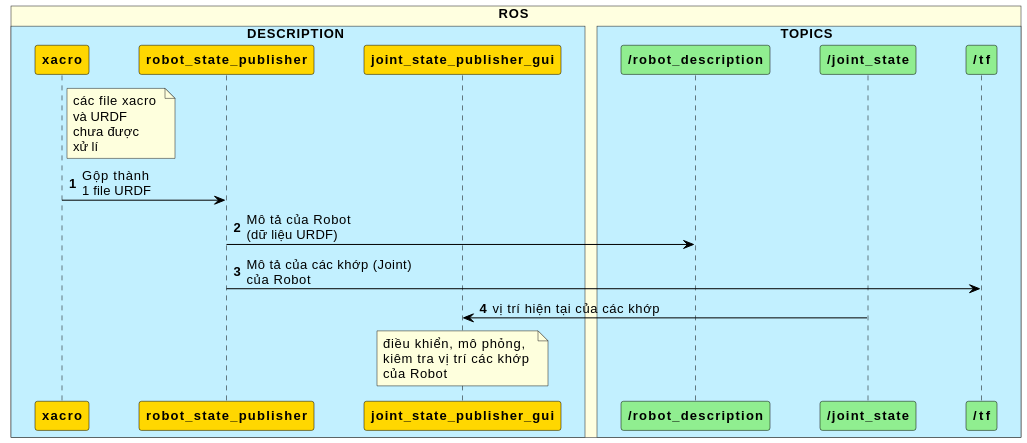 ROS
DESCRIPTION
TOPICS
xacro
robot_state_publisher
joint_state_publisher_gui
/robot_description
/joint_state
/tf
các file xacro
và URDF
chưa được
xử lí
1 Gộp thành
1 file URDF
2 Mô tả của Robot
(dữ liệu URDF)
3 Mô tả của các khớp (Joint)
của Robot
4 vị trí hiện tại của các khớp
điều khiển, mô phỏng,
kiêm tra vị trí các khớp
của Robot
xacro
robot_state_publisher
joint_state_publisher_gui
/robot_description
/joint_state
/tf